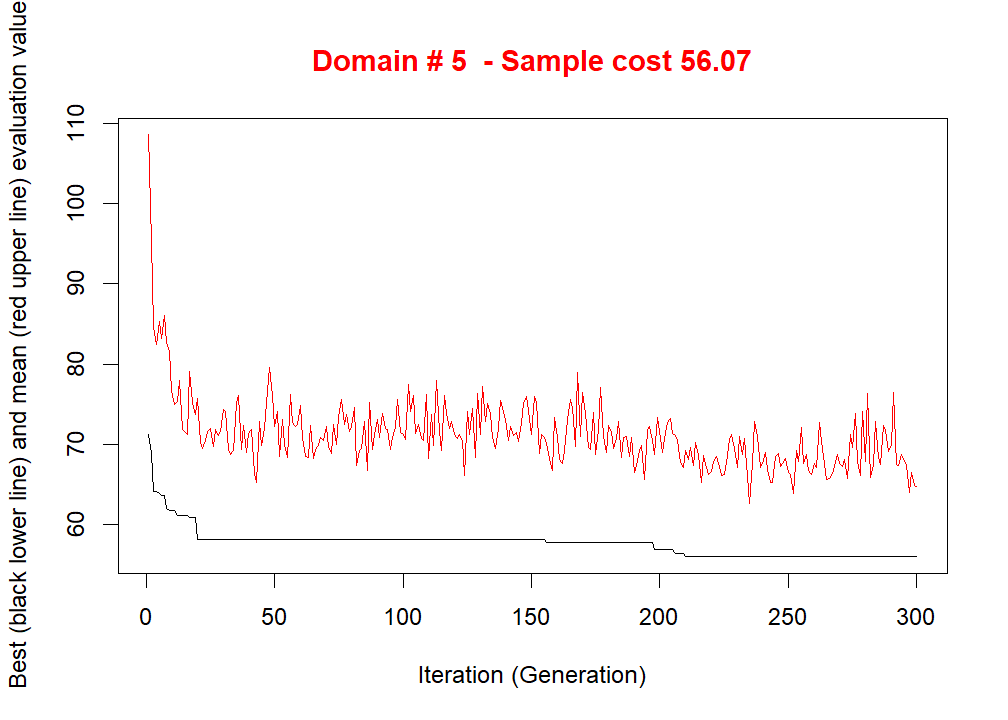 Domain # 5  - Sample cost 56.07
Best (black lower line) and mean (red upper line) evaluation value
110
100
90
80
70
60
0 50 100 150 200 250 300
Iteration (Generation)